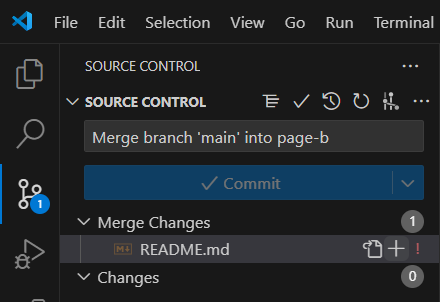 File Edit Selection View Go Run Terminal
SOURCE CONTROL
SOURCE CONTROL
Merge branch 'main' into page-b
Commit
Merge Changes 1
README.md !
1
Changes 0